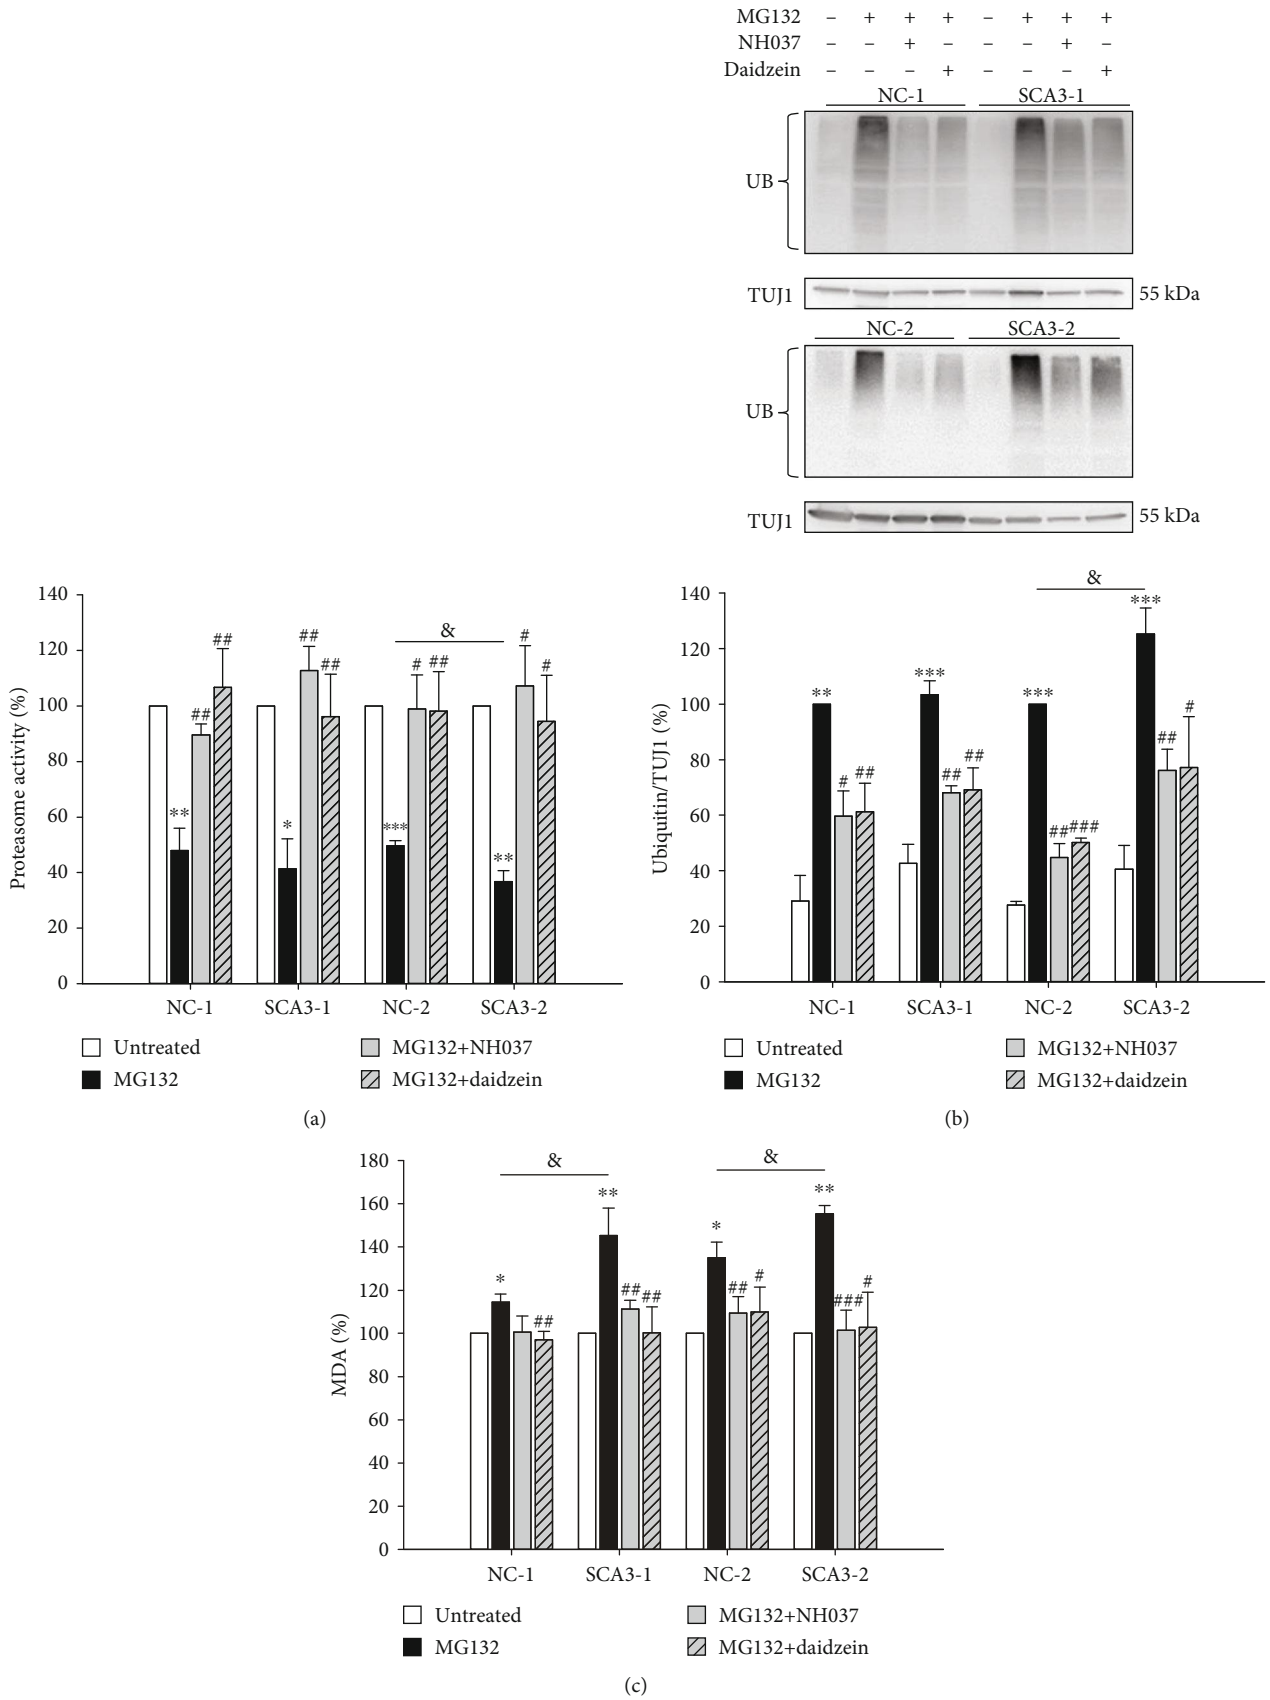 MG132 – + + + – + + +
NH037 – – + – – – + –
Daidzein – – – + – – – +
NC-1 SCA3-1
UB
TUJ1 55 kDa
NC-2 SCA3-2
UB
TUJ1 55 kDa
140
120
100
80
60
40
20
0
Proteasome activity (%)
** ## ##
* ## ##
*** # ##
** # #
&
NC-1 SCA3-1 NC-2 SCA3-2
Untreated MG132+NH037
MG132 MG132+daidzein
(a)
140
120
100
80
60
40
20
0
Ubiquitin/TUJ1 (%)
** # ##
*** ## ##
*** ## ###
*** ## #
&
NC-1 SCA3-1 NC-2 SCA3-2
Untreated MG132+NH037
MG132 MG132+daidzein
(b)
180
160
140
120
100
80
60
40
20
0
MDA (%)
& &
* ##
** ## ##
* ## #
** ### #
NC-1 SCA3-1 NC-2 SCA3-2
Untreated MG132+NH037
MG132 MG132+daidzein
(c)